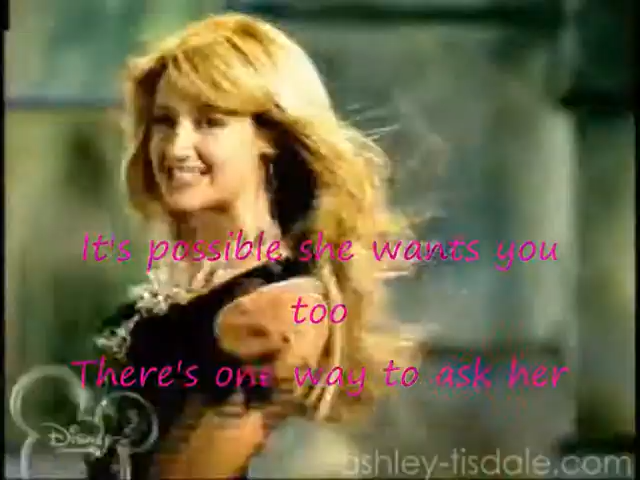 It's possible she wants you
too
There's one way to ask her
Disney
ashley-tisdale.com